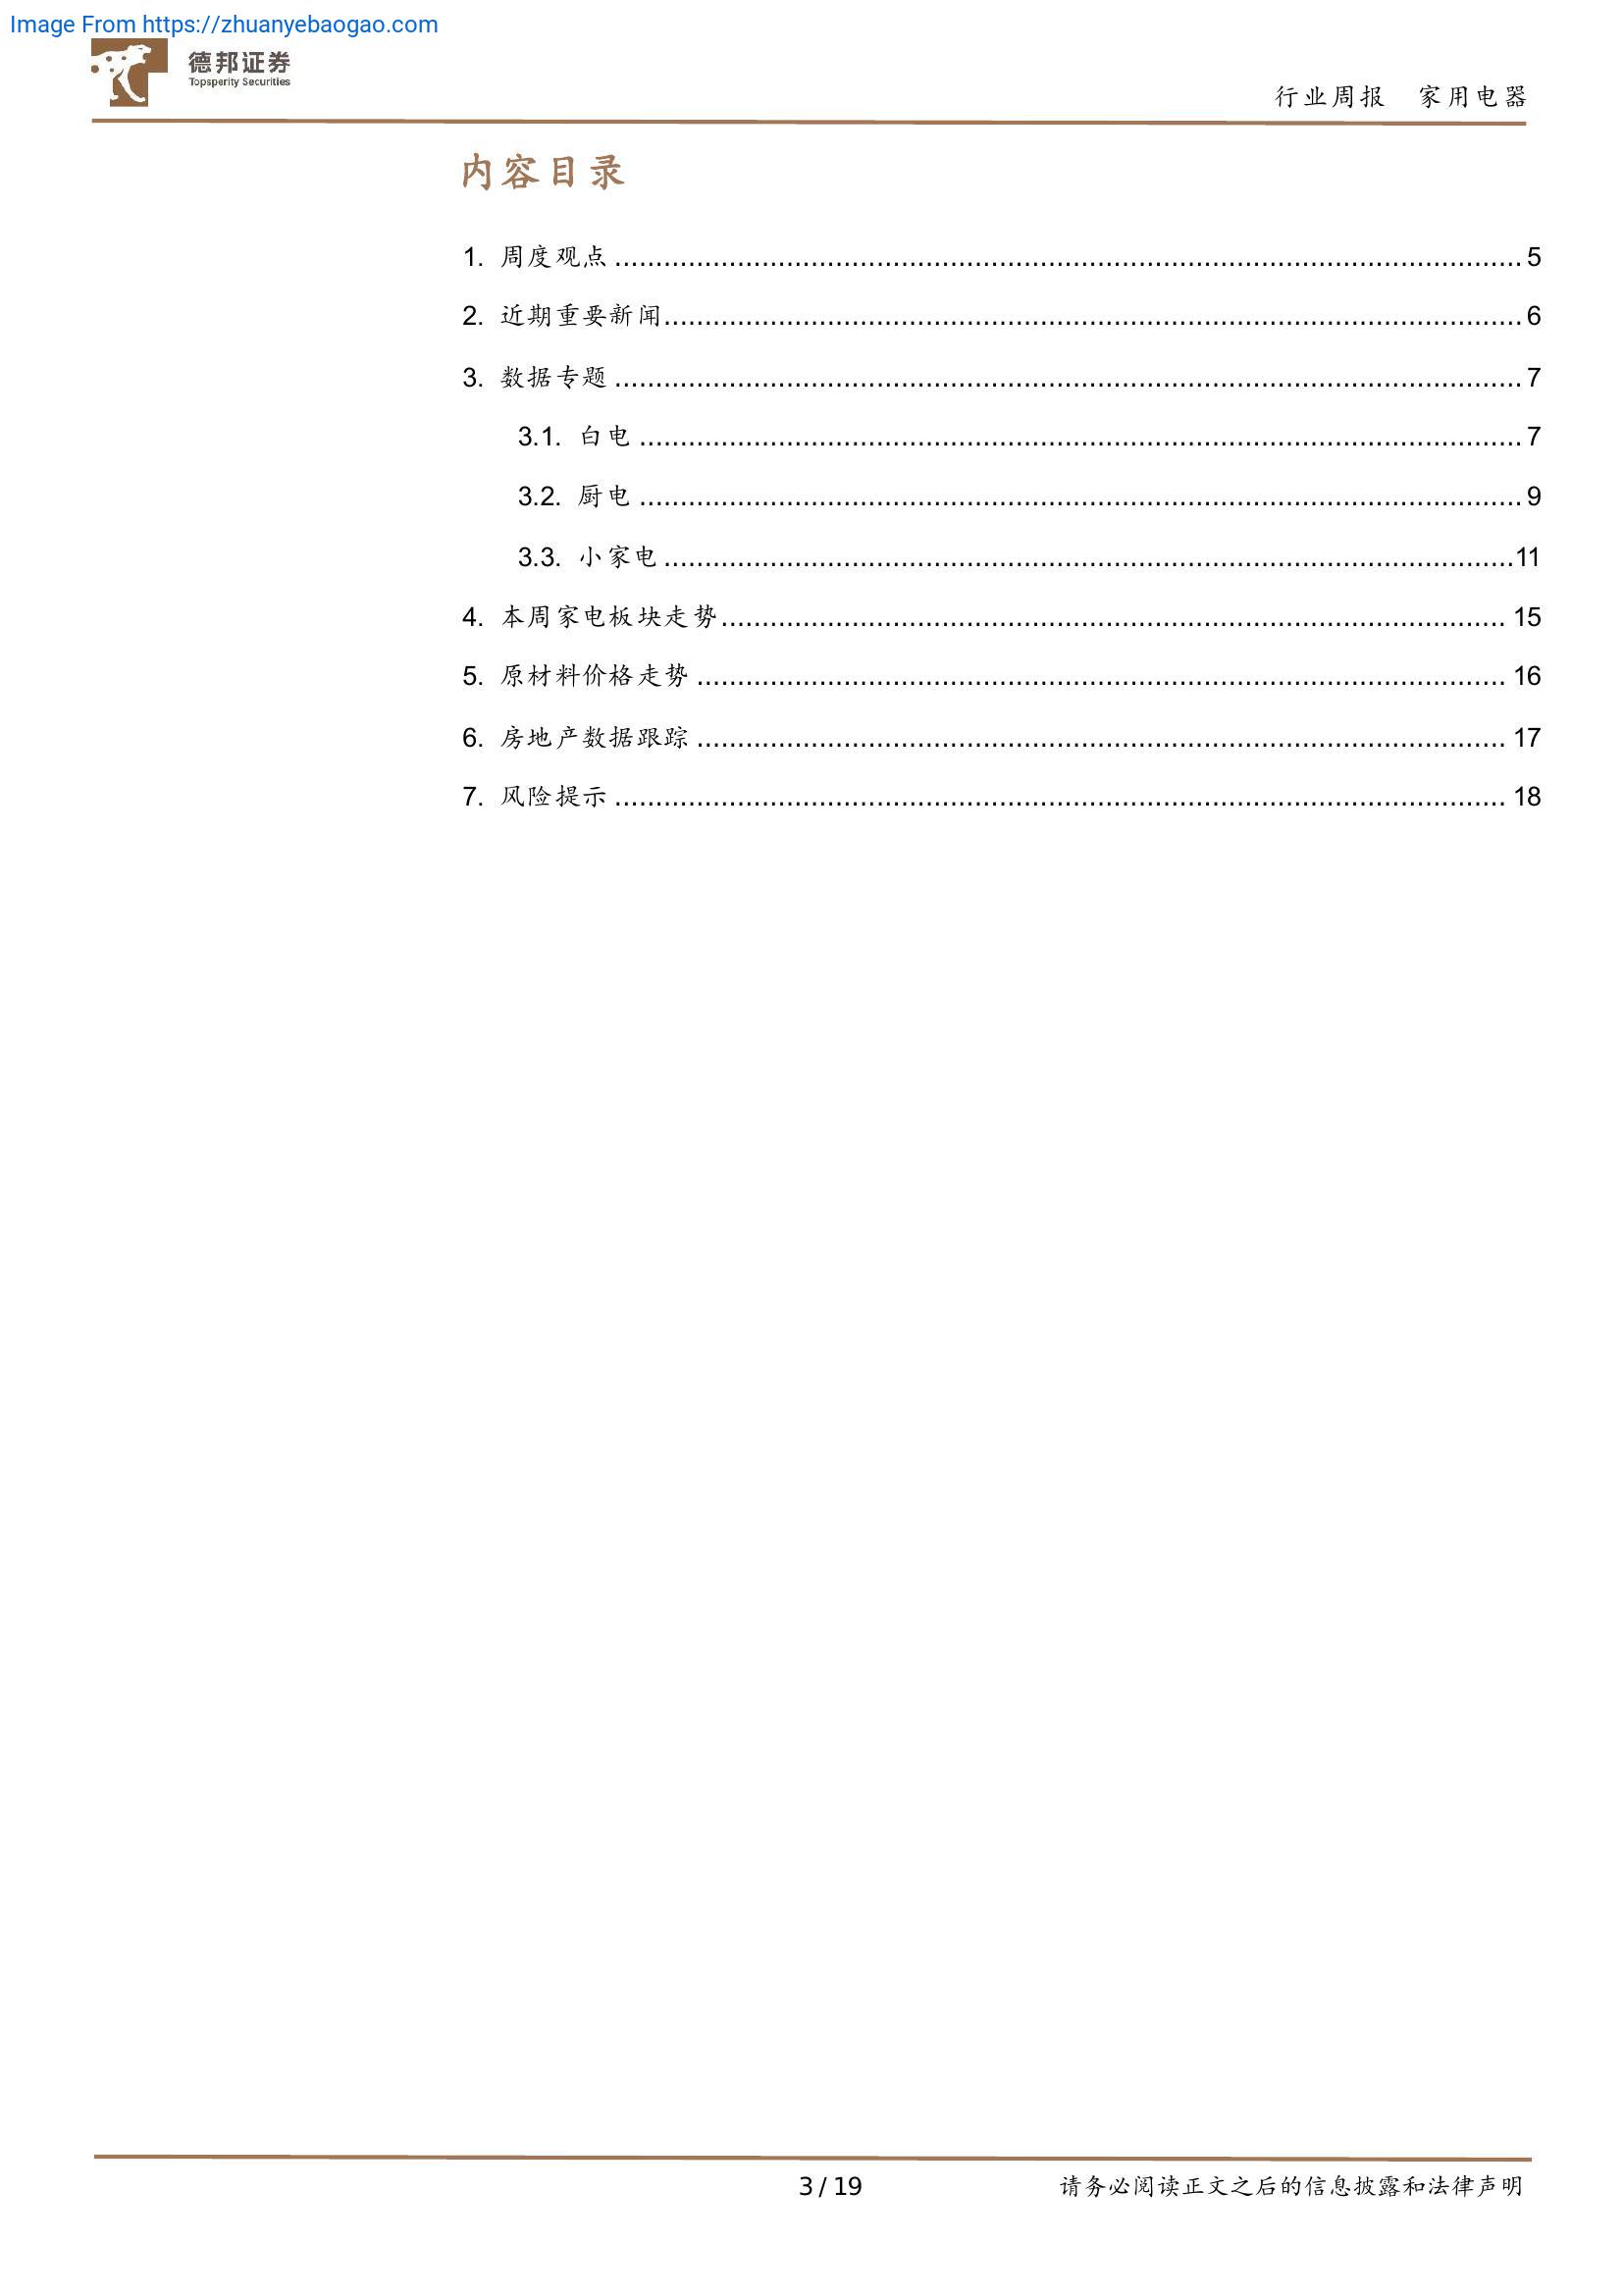 Image From https://zhuanyebaogao.com
德邦证券
Topsperity Securities
行业周报 家用电器
内容目录
1. 周度观点 ........................................................................................................ 5
2. 近期重要新闻 ........................................................................................................ 6
3. 数据专题 ........................................................................................................ 7
3.1. 白电 ........................................................................................................ 7
3.2. 厨电 ........................................................................................................ 9
3.3. 小家电 ........................................................................................................ 11
4. 本周家电板块走势 ........................................................................................................ 15
5. 原材料价格走势 ........................................................................................................ 16
6. 房地产数据跟踪 ........................................................................................................ 17
7. 风险提示 ........................................................................................................ 18
3 / 19 请务必阅读正文之后的信息披露和法律声明